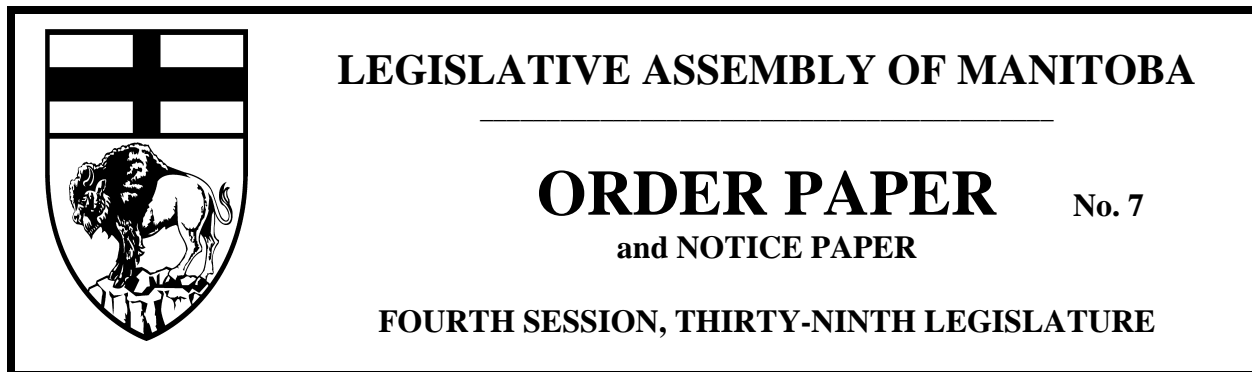 LEGISLATIVE ASSEMBLY OF MANITOBA
ORDER PAPER No. 7
and NOTICE PAPER
FOURTH SESSION, THIRTY-NINTH LEGISLATURE